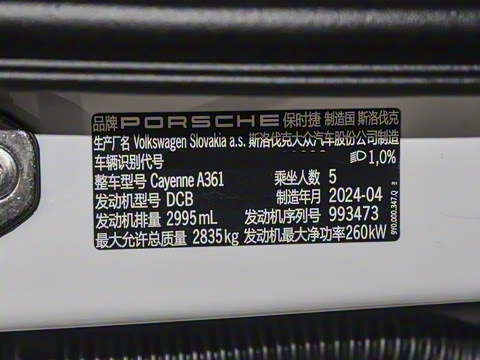 品牌 PORSCHE 保时捷 制造国 斯洛伐克
生产厂名 Volkswagen Slovakia a.s. 斯洛伐克大众汽车股份公司制造
车辆识别代号 1,0%
整车型号 Cayenne A361 乘坐人数 5
发动机型号 DCB 制造年月 2024-04
发动机排量 2995mL 发动机序列号 993473
最大允许总质量 2835kg 发动机最大净功率260kW
9Y0.000.347.Q